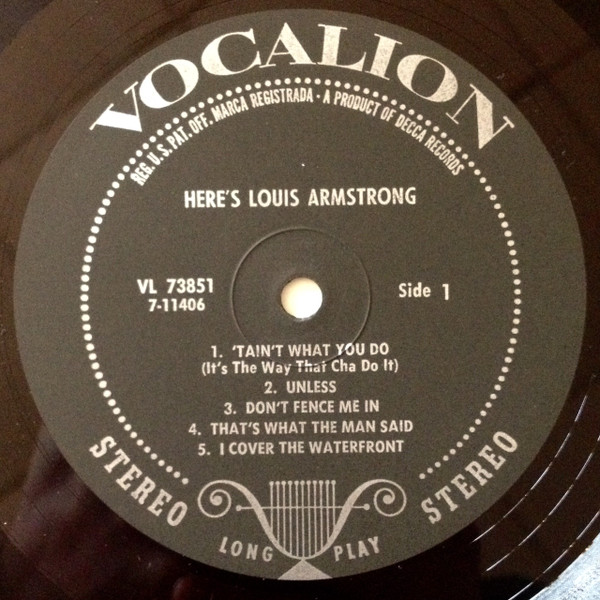 VOCALION
REG. U.S. PAT. OFF. MARCA REGISTRADA · A PRODUCT OF DECCA RECORDS
HERE'S LOUIS ARMSTRONG
VL 73851
7-11406
Side 1
1. 'TAIN'T WHAT YOU DO
(It's The Way That Cha Do It)
2. UNLESS
3. DON'T FENCE ME IN
4. THAT'S WHAT THE MAN SAID
5. I COVER THE WATERFRONT
STEREO
STEREO
LONG PLAY